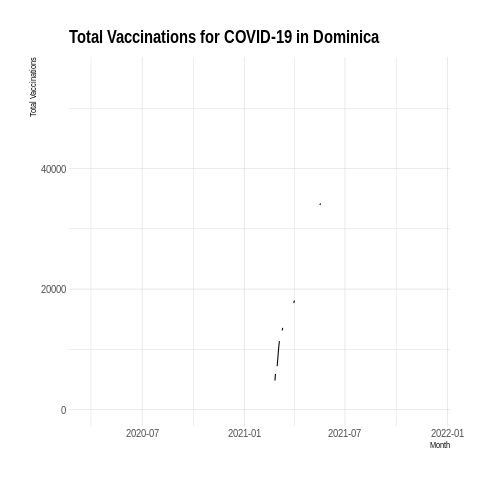 Total Vaccinations for COVID-19 in Dominica
Total Vaccinations
40000
20000
0
2020-07
2021-01
2021-07
2022-01
Month